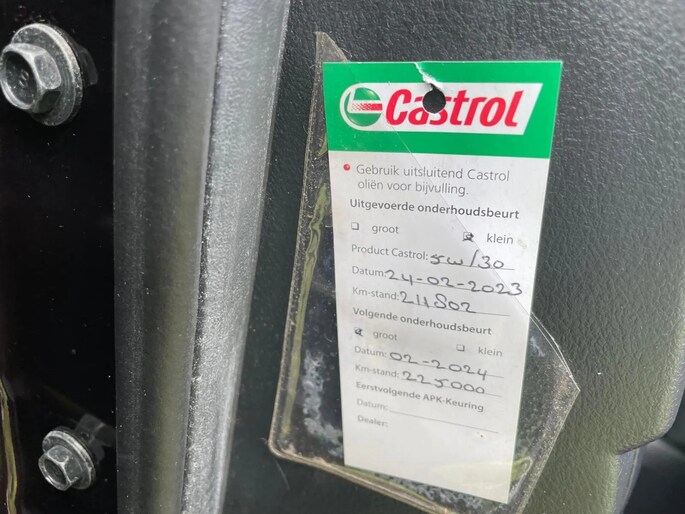 Castrol
Gebruik uitsluitend Castrol
oliën voor bijvulling.
Uitgevoerde onderhoudsbeurt
groot klein
Product Castrol: 5w/30
Datum: 24-02-2023
Km-stand: 211802
Volgende onderhoudsbeurt
groot klein
Datum: 02-2024
Km-stand: 225000
Eerstvolgende APK-Keuring
Datum:
Dealer: